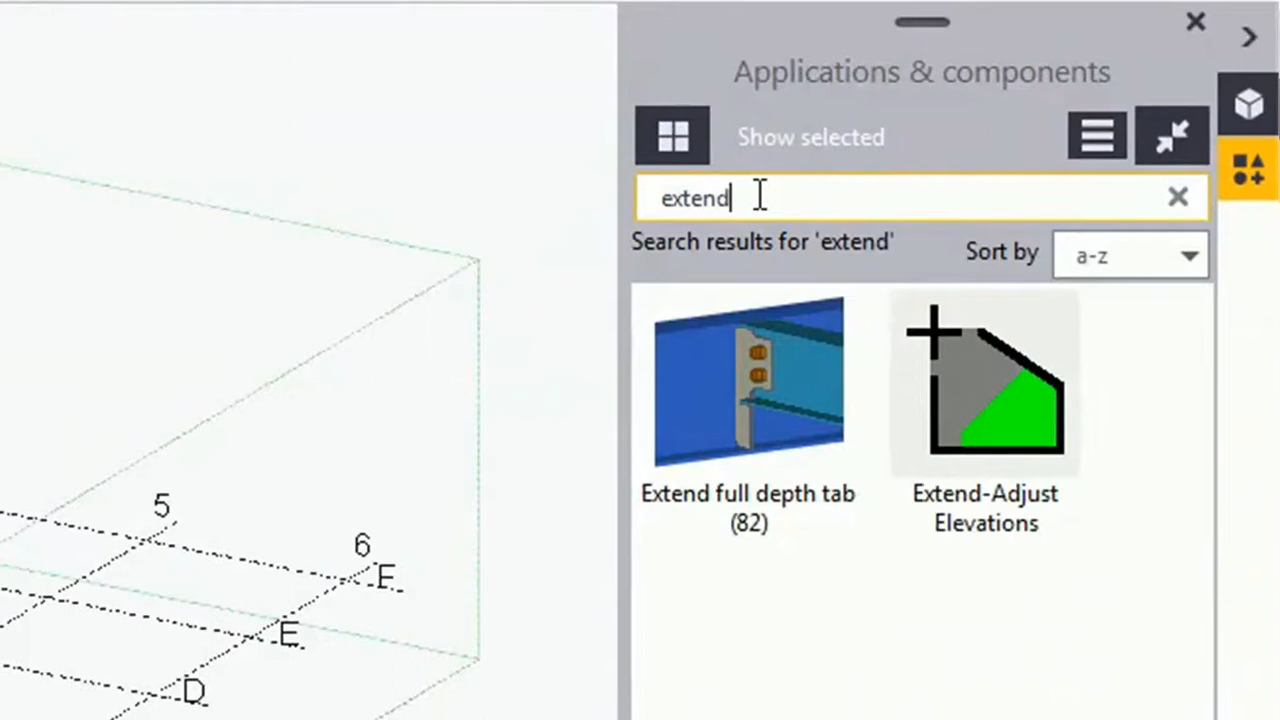 Applications & components
Show selected
extend
Search results for 'extend'
Sort by
a-z
Extend full depth tab
(82)
Extend-Adjust
Elevations
5
6
F
E
D